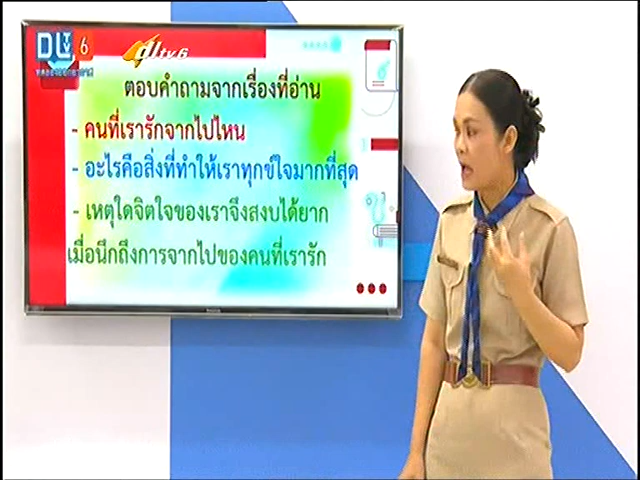 DLTV 6
dltv.6
ตอบคำถามจากเรื่องที่อ่าน
- คนที่เรารักจากไปไหน
- อะไรคือสิ่งที่ทำให้เราทุกข์ใจมากที่สุด
- เหตุใดจิตใจของเราจึงสงบได้ยาก
เมื่อนึกถึงการจากไปของคนที่เรารัก